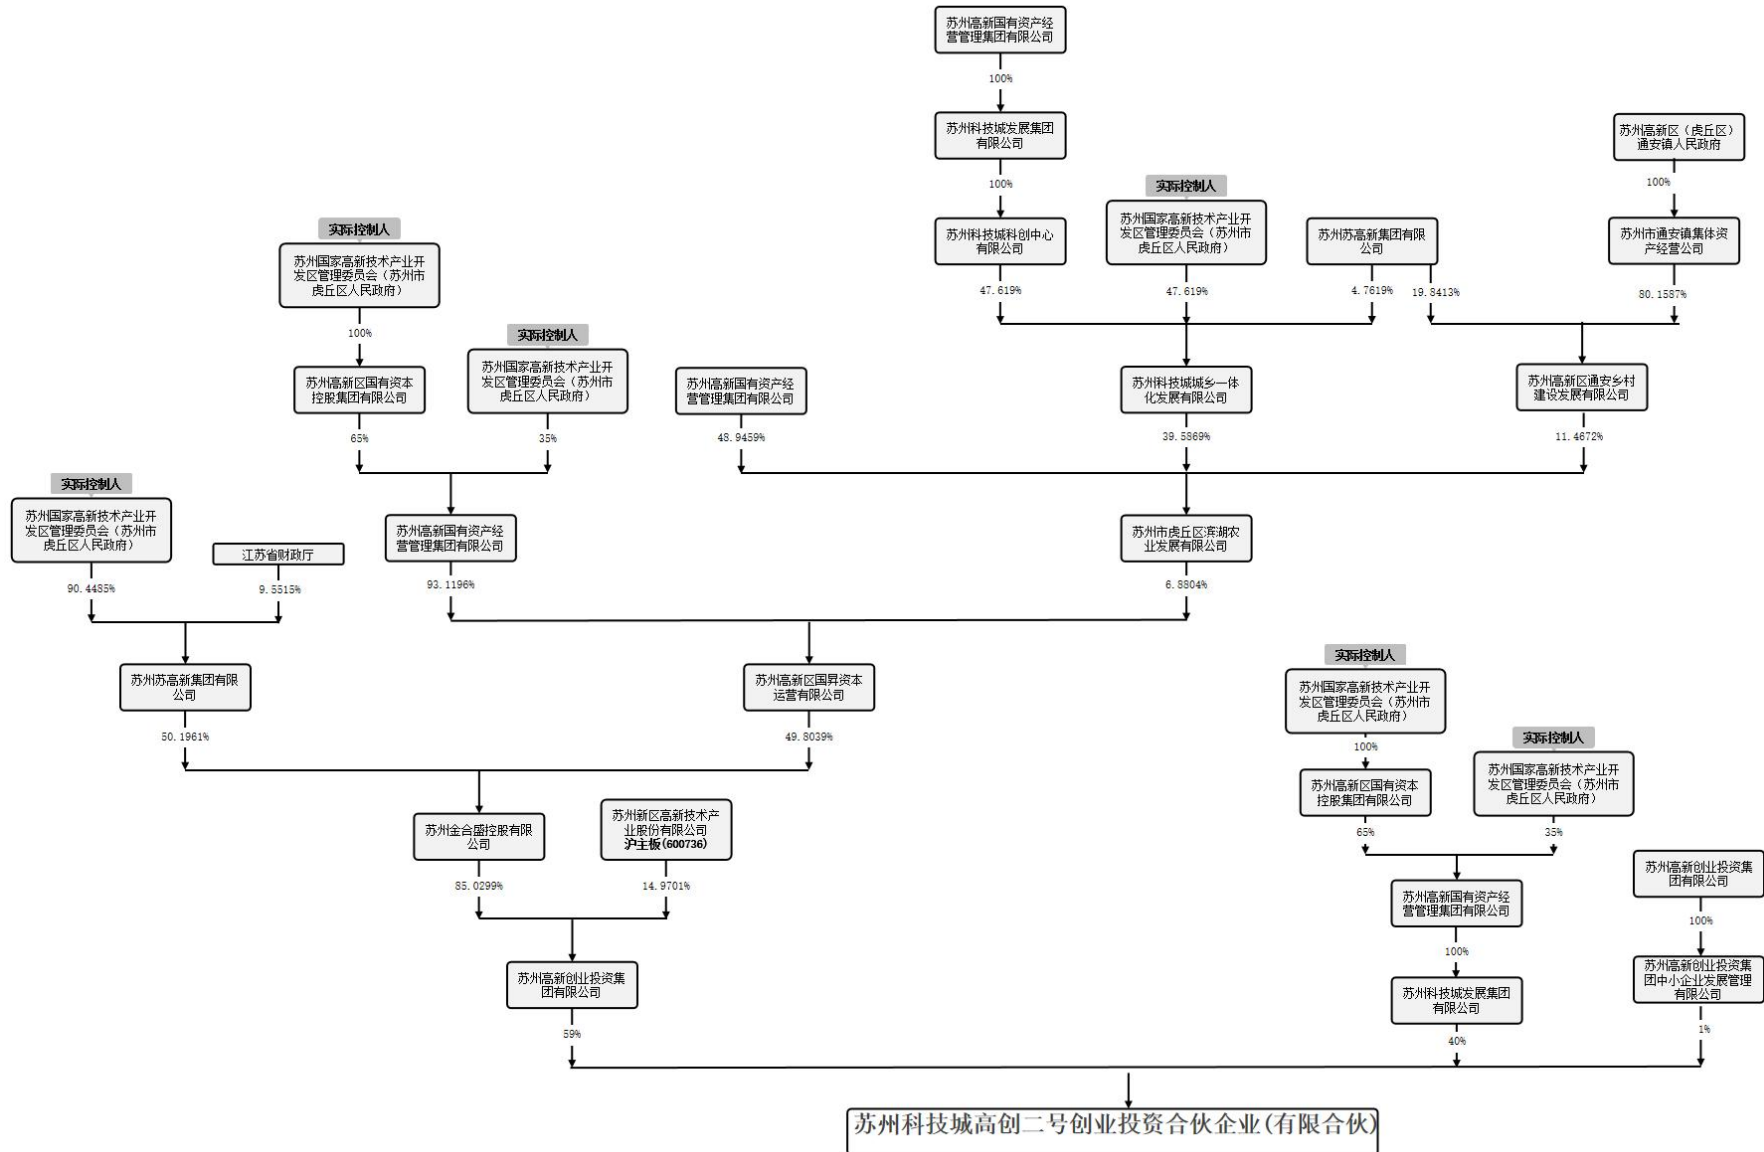 苏州高新国有资产经
营管理集团有限公司
100%
苏州科技城发展集团
有限公司
苏州高新区（虎丘区）
通安镇人民政府
100%
实际控制人
100%
苏州科技城科创中心
有限公司
苏州国家高新技术产业开
发区管理委员会（苏州市
虎丘区人民政府）
苏州苏高新集团有限
公司
苏州市通安镇集体资
产经营公司
实际控制人
苏州国家高新技术产业开
发区管理委员会（苏州市
虎丘区人民政府）
47.619%
47.619%
4.7619%
19.8413%
80.1587%
100%
实际控制人
苏州高新区国有资本
控股集团有限公司
苏州国家高新技术产业开
发区管理委员会（苏州市
虎丘区人民政府）
苏州高新国有资产经
营管理集团有限公司
苏州科技城城乡一体
化发展有限公司
苏州高新区通安乡村
建设发展有限公司
65%
35%
48.9459%
39.5869%
11.4672%
实际控制人
苏州国家高新技术产业开
发区管理委员会（苏州市
虎丘区人民政府）
江苏省财政厅
苏州高新国有资产经
营管理集团有限公司
苏州市虎丘区滨湖农
业发展有限公司
90.4485%
9.5515%
93.1196%
6.8804%
苏州苏高新集团有限
公司
苏州高新区国昇资本
运营有限公司
实际控制人
苏州国家高新技术产业开
发区管理委员会（苏州市
虎丘区人民政府）
50.1961%
49.8039%
100%
实际控制人
苏州高新区国有资本
控股集团有限公司
苏州国家高新技术产业开
发区管理委员会（苏州市
虎丘区人民政府）
苏州金合盛控股有限
公司
苏州新区高新技术产
业股份有限公司
沪主板(600736)
65%
35%
85.0299%
14.9701%
苏州高新国有资产经
营管理集团有限公司
苏州高新创业投资集
团有限公司
100%
100%
苏州高新创业投资集
团有限公司
苏州科技城发展集团
有限公司
苏州高新创业投资集
团中小企业发展管理
有限公司
59%
40%
1%
苏州科技城高创二号创业投资合伙企业(有限合伙)